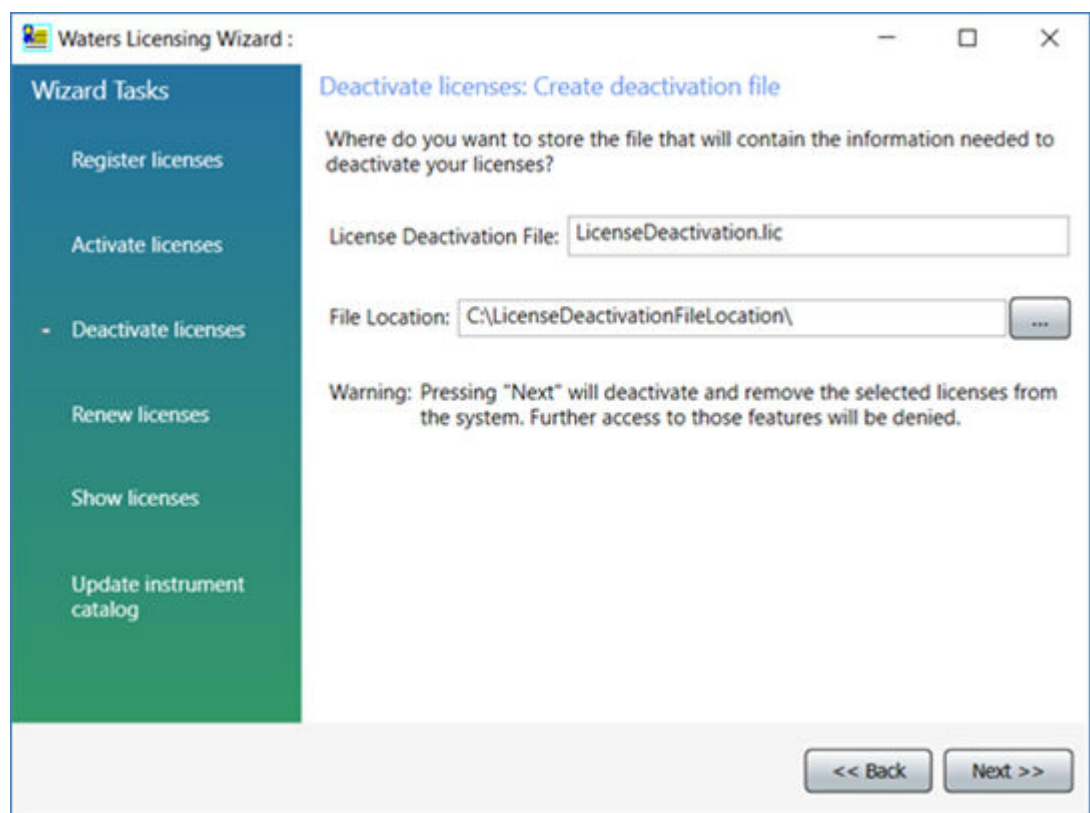 Waters Licensing Wizard :
Wizard Tasks
Register licenses
Activate licenses
- Deactivate licenses
Renew licenses
Show licenses
Update instrument
catalog
Deactivate licenses: Create deactivation file
Where do you want to store the file that will contain the information needed to
deactivate your licenses?
License Deactivation File: LicenseDeactivation.lic
File Location: C:\LicenseDeactivationFileLocation\ ...
Warning: Pressing "Next" will deactivate and remove the selected licenses from
the system. Further access to those features will be denied.
<< Back Next >>